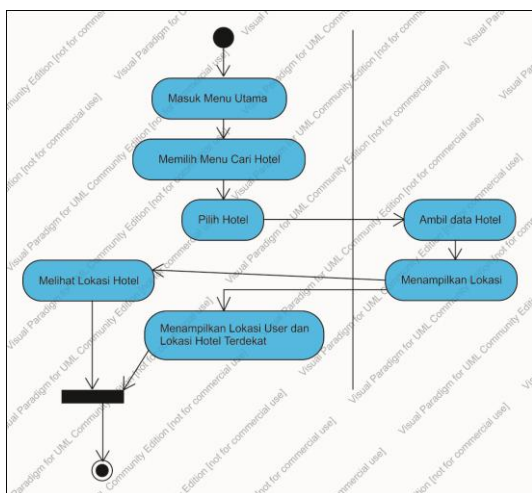 Masuk Menu Utama
Memilih Menu Cari Hotel
Pilih Hotel
Ambil data Hotel
Melihat Lokasi Hotel
Menampilkan Lokasi
Menampilkan Lokasi User dan
Lokasi Hotel Terdekat
Visual Paradigm for UML Community Edition [not for commercial use]